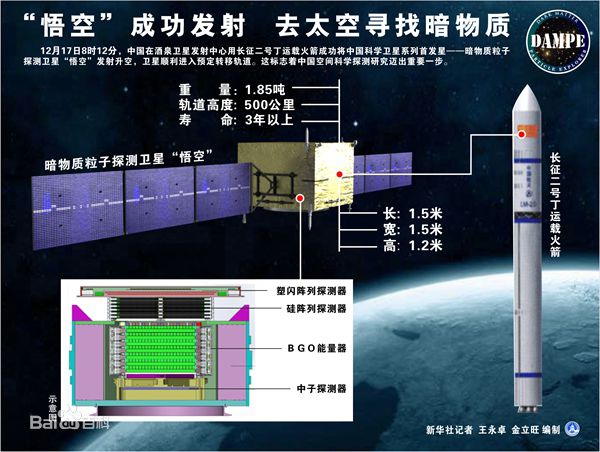 “悟空”成功发射 去太空寻找暗物质
12月17日8时12分，中国在酒泉卫星发射中心用长征二号丁运载火箭成功将中国科学卫星系列首发星——暗物质粒子
探测卫星“悟空”发射升空，卫星顺利进入预定转移轨道。这标志着中国空间科学探测研究迈出重要一步。
DARK MATTER
DAMPE
PARTICLE EXPLORER
重 量：1.85吨
轨道高度：500公里
寿 命：3年以上
暗物质粒子探测卫星“悟空”
长：1.5米
宽：1.5米
高：1.2米
长征二号丁运载火箭
中国航天
LM-2D
塑闪阵列探测器
硅阵列探测器
BGO能量器
中子探测器
示意图
Bai百科
新华社记者 王永卓 金立旺 编制